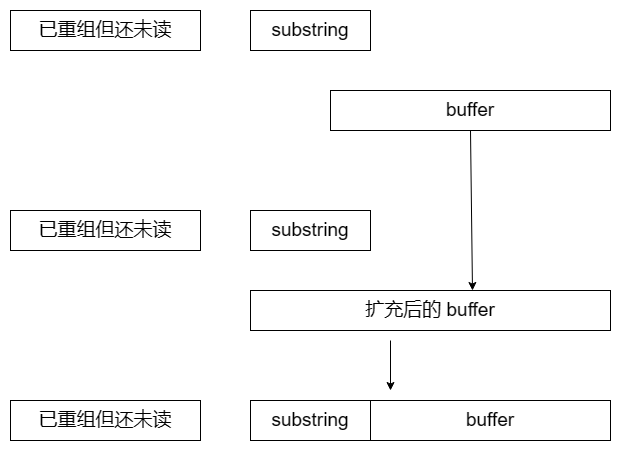 已重组但还未读 substring
buffer
已重组但还未读 substring
扩充后的 buffer
已重组但还未读 substring buffer